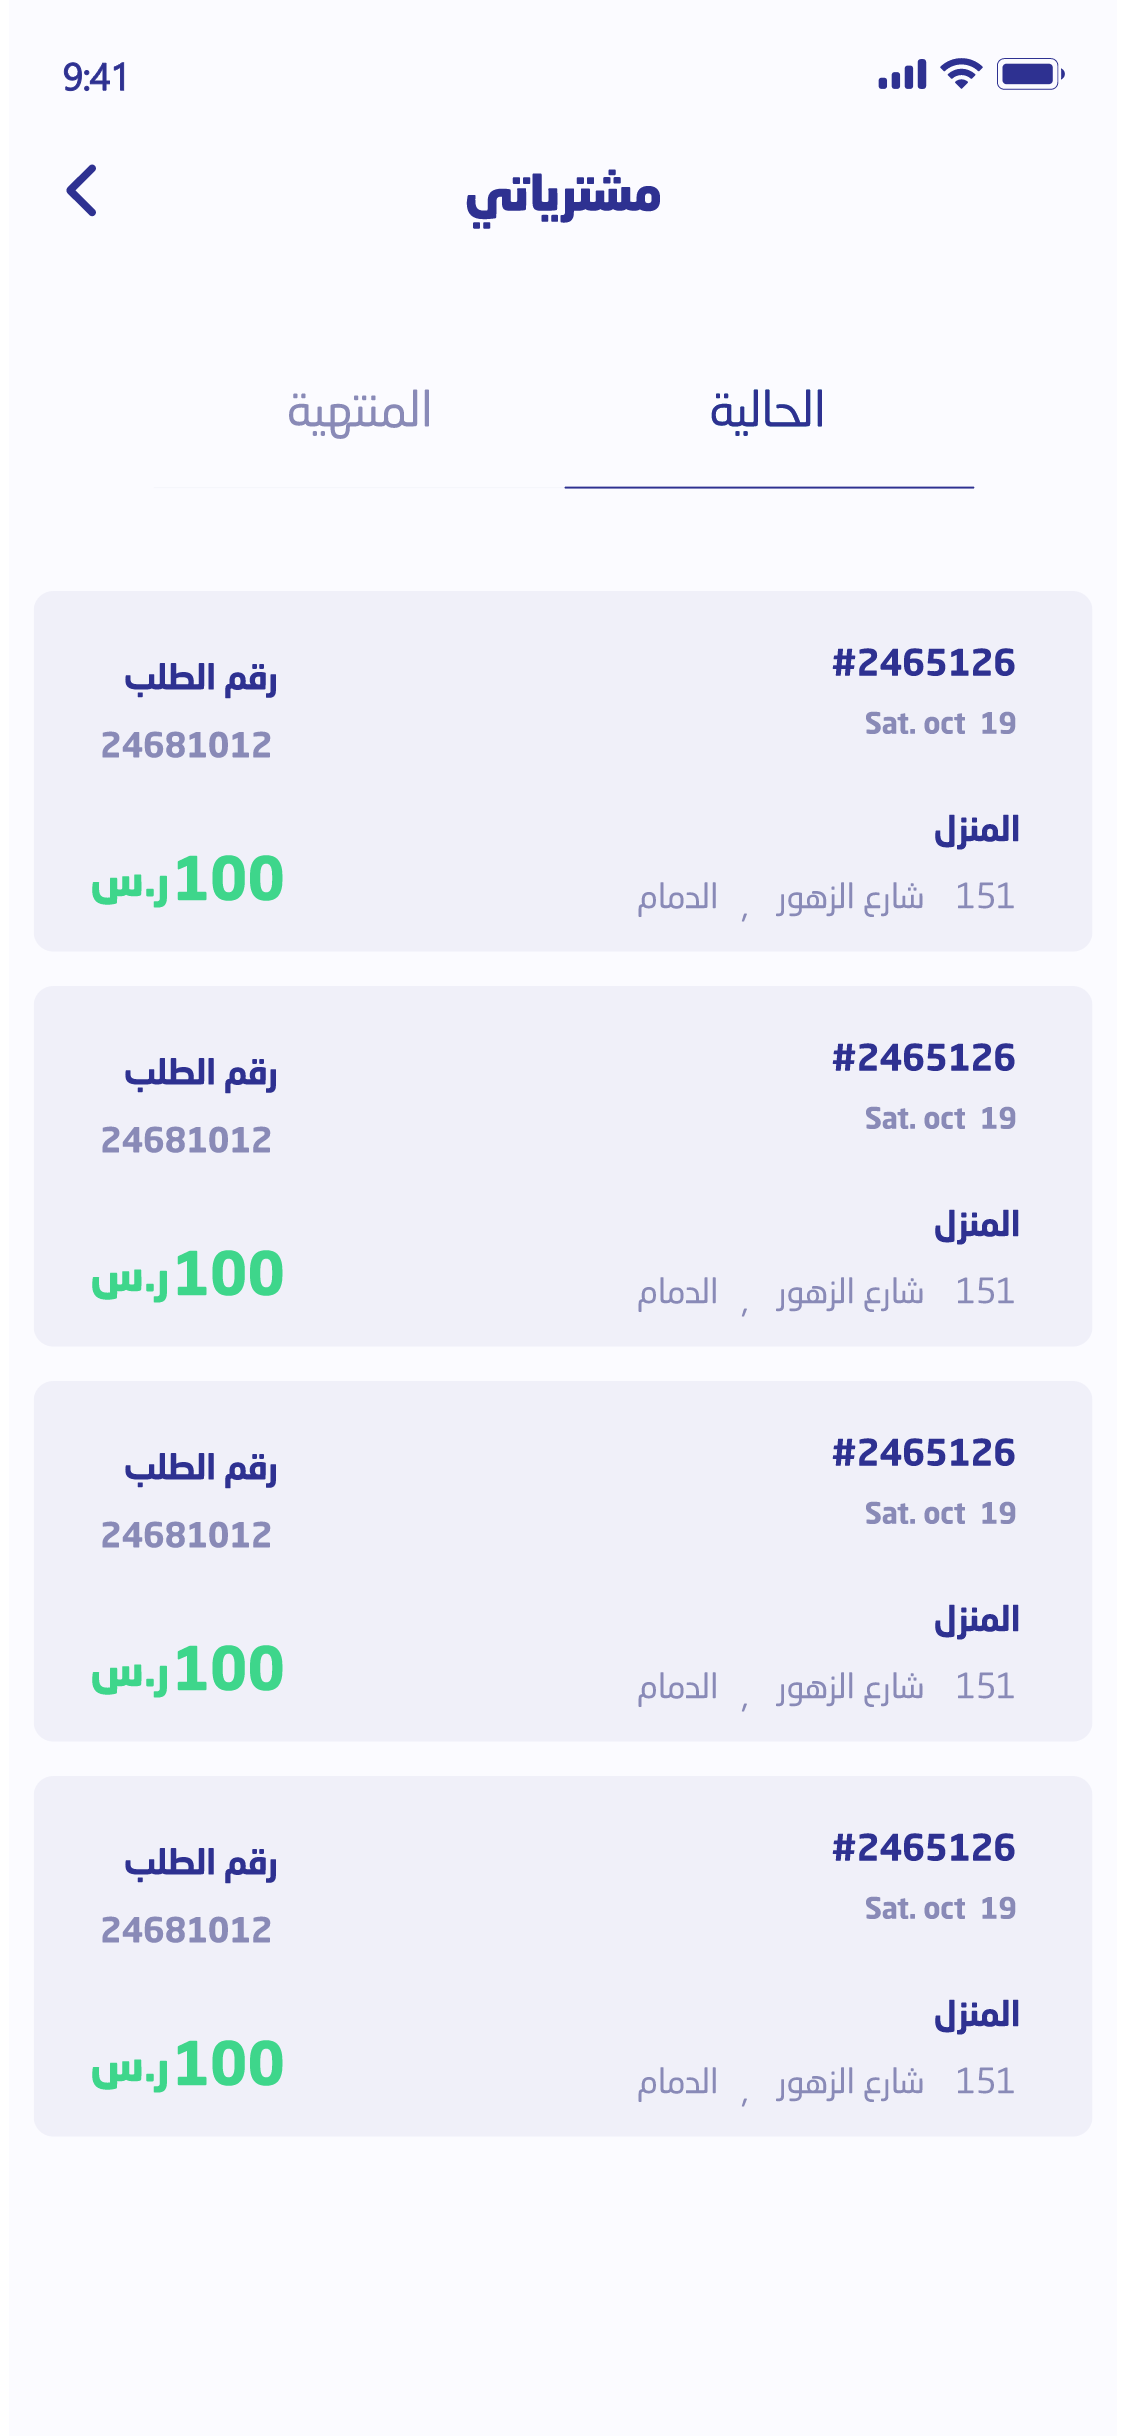 9:41
مشترياتي
الحالية
المنتهية
#2465126
Sat. oct 19
رقم الطلب
24681012
المنزل
151 شارع الزهور , الدمام
100ر.س
#2465126
Sat. oct 19
رقم الطلب
24681012
المنزل
151 شارع الزهور , الدمام
100ر.س
#2465126
Sat. oct 19
رقم الطلب
24681012
المنزل
151 شارع الزهور , الدمام
100ر.س
#2465126
Sat. oct 19
رقم الطلب
24681012
المنزل
151 شارع الزهور , الدمام
100ر.س